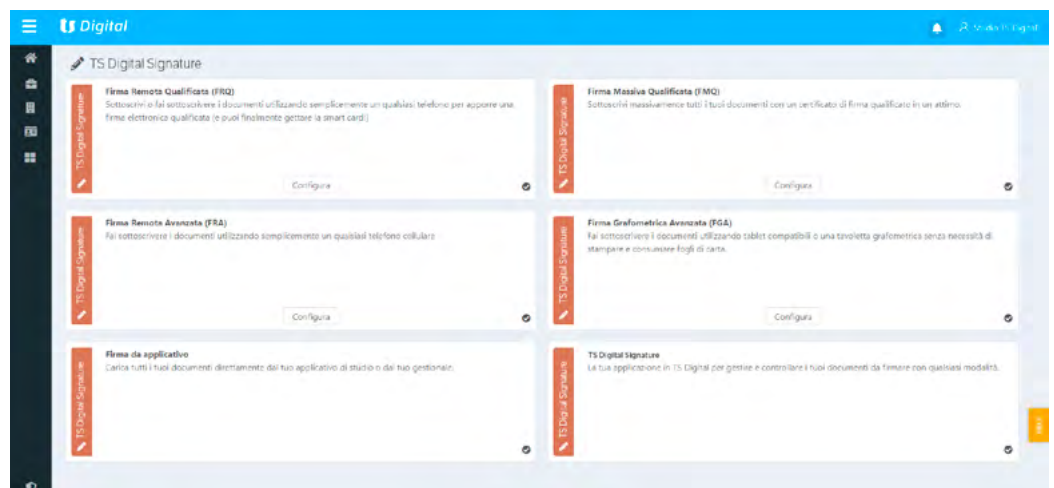 TS Digital
Studio TS Digital
TS Digital Signature
TS Digital Signature
Firma Remota Qualificata (FRQ)
Sottoscrivi o fai sottoscrivere i documenti utilizzando semplicemente un qualsiasi telefono per apporre una
firma elettronica qualificata (e puoi finalmente gettare la smart card!)
Configura
TS Digital Signature
Firma Massiva Qualificata (FMQ)
Sottoscrivi massivamente tutti i tuoi documenti con un certificato di firma qualificato in un attimo.
Configura
TS Digital Signature
Firma Remota Avanzata (FRA)
Fai sottoscrivere i documenti utilizzando semplicemente un qualsiasi telefono cellulare
Configura
TS Digital Signature
Firma Grafometrica Avanzata (FGA)
Fai sottoscrivere i documenti utilizzando tablet compatibili o una tavoletta grafometrica senza necessità di
stampare e consumare fogli di carta.
Configura
TS Digital Signature
Firma da applicativo
Carica tutti i tuoi documenti direttamente dal tuo applicativo di studio o dal tuo gestionale.
TS Digital Signature
TS Digital Signature
La tua applicazione in TS Digital per gestire e controllare i tuoi documenti da firmare con qualsiasi modalità.